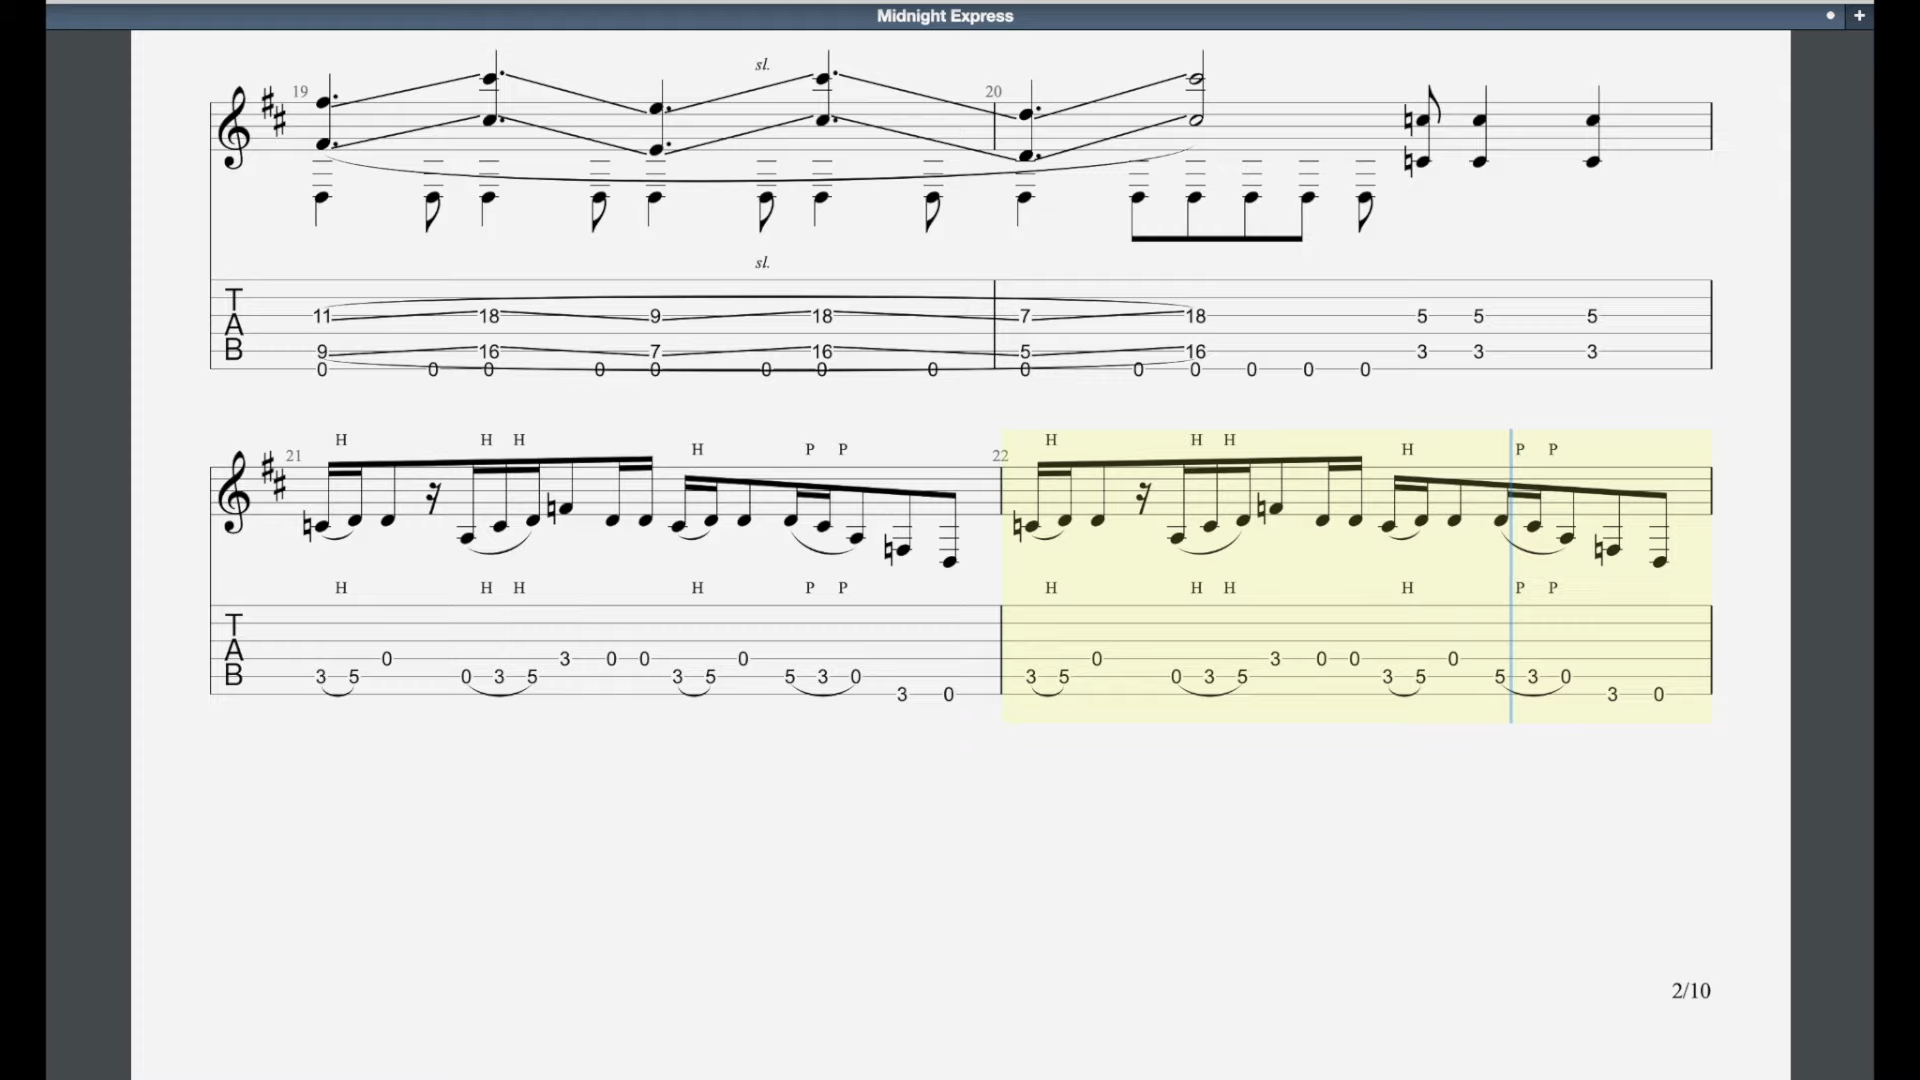 Midnight Express
+
19 sl. 20
sl.
T
A
B
11 18 9 18 7 18 5 5 5
9 16 7 16 5 16 3 3 3
0 0 0 0 0 0 0 0 0 0 0 0 0 0
H H H H P P H H H H P P
21 22
H H H H P P H H H H P P
T
A
B
0 3 0 0 0 0 3 0 0 0
3 5 0 3 5 3 5 5 3 0 3 5 0 3 5 3 5 5 3 0
3 0 3 0
2/10